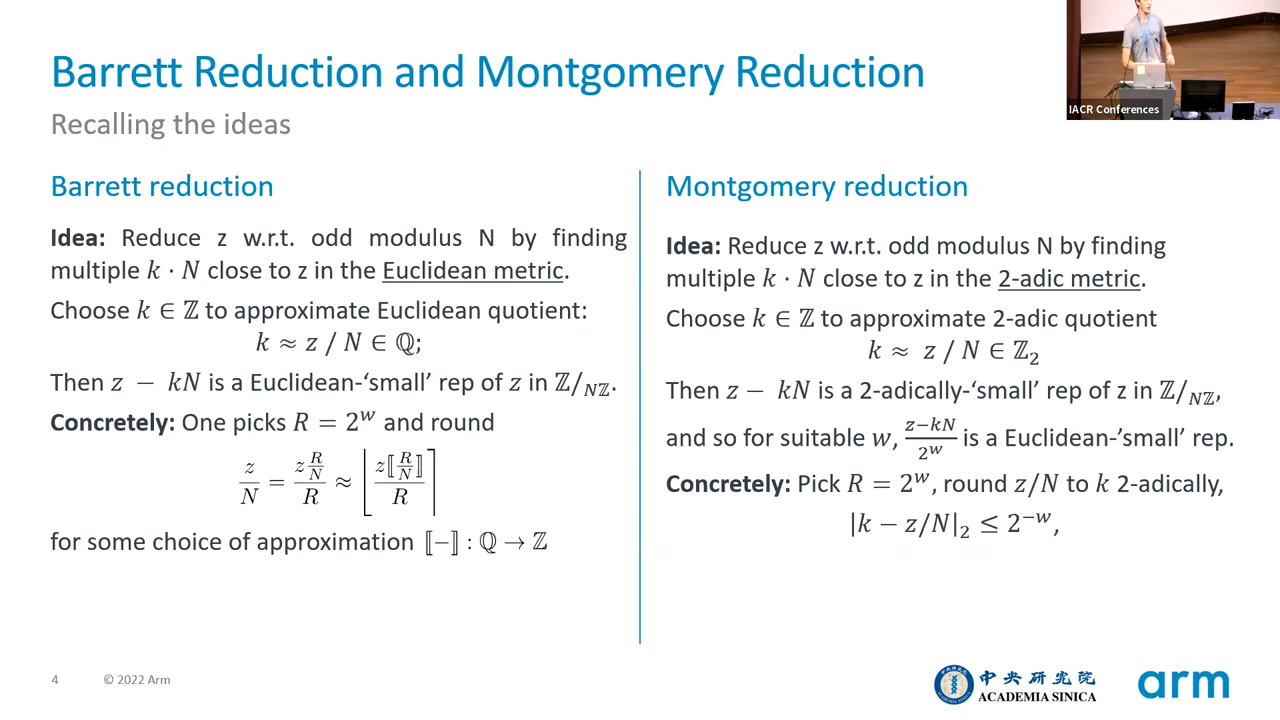 Barrett Reduction and Montgomery Reduction
IACR Conferences
Recalling the ideas
Barrett reduction
Idea: Reduce z w.r.t. odd modulus N by finding
multiple k · N close to z in the Euclidean metric.
Choose k ∈ ℤ to approximate Euclidean quotient:
k ≈ z / N ∈ ℚ;
Then z − kN is a Euclidean-‘small’ rep of z in ℤ/Nℤ.
Concretely: One picks R = 2^w and round
z/N = (z R/N)/R ≈ ⌊(z⟦R/N⟧)/R⌉
for some choice of approximation ⟦−⟧ : ℚ → ℤ
Montgomery reduction
Idea: Reduce z w.r.t. odd modulus N by finding
multiple k · N close to z in the 2-adic metric.
Choose k ∈ ℤ to approximate 2-adic quotient
k ≈ z / N ∈ ℤ₂
Then z − kN is a 2-adically-‘small’ rep of z in ℤ/Nℤ,
and so for suitable w, (z−kN)/2^w is a Euclidean-’small’ rep.
Concretely: Pick R = 2^w, round z/N to k 2-adically,
|k − z/N|₂ ≤ 2^−w,
4 © 2022 Arm
中央研究院
ACADEMIA SINICA
arm